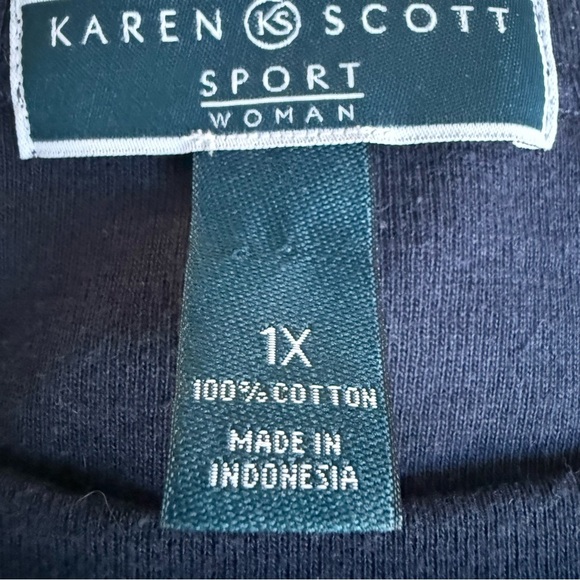 KAREN KS SCOTT
SPORT
WOMAN
1X
100% COTTON
MADE IN
INDONESIA